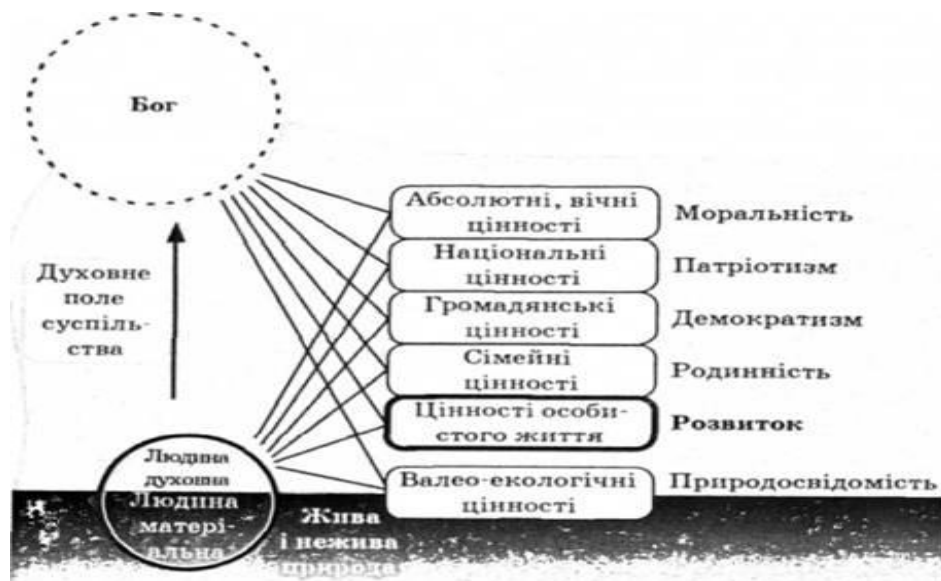 Бог
Абсолютні, вічні
цінності
Моральність
Національні
цінності
Патріотизм
Духовне
поле
суспіль-
ства
Громадянські
цінності
Демократизм
Сімейні
цінності
Родинність
Цінності особи-
стого життя
Розвиток
Людина
духовна
Людина
матері-
альна
Валео-екологічні
цінності
Природосвідомість
Жива
і нежива
природа